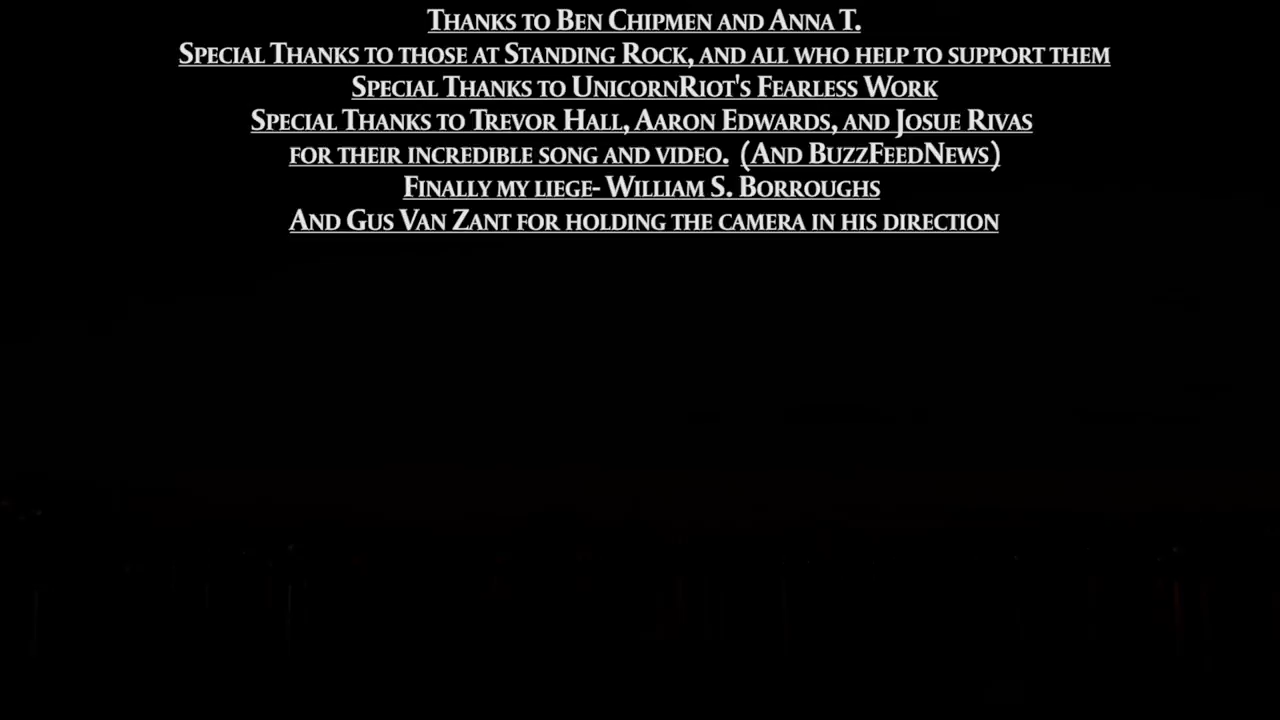 Thanks to Ben Chipmen and Anna T.
Special Thanks to those at Standing Rock, and all who help to support them
Special Thanks to UnicornRiot's Fearless Work
Special Thanks to Trevor Hall, Aaron Edwards, and Josue Rivas
for their incredible song and video. (And BuzzFeedNews)
Finally my liege- William S. Borroughs
And Gus Van Zant for holding the camera in his direction